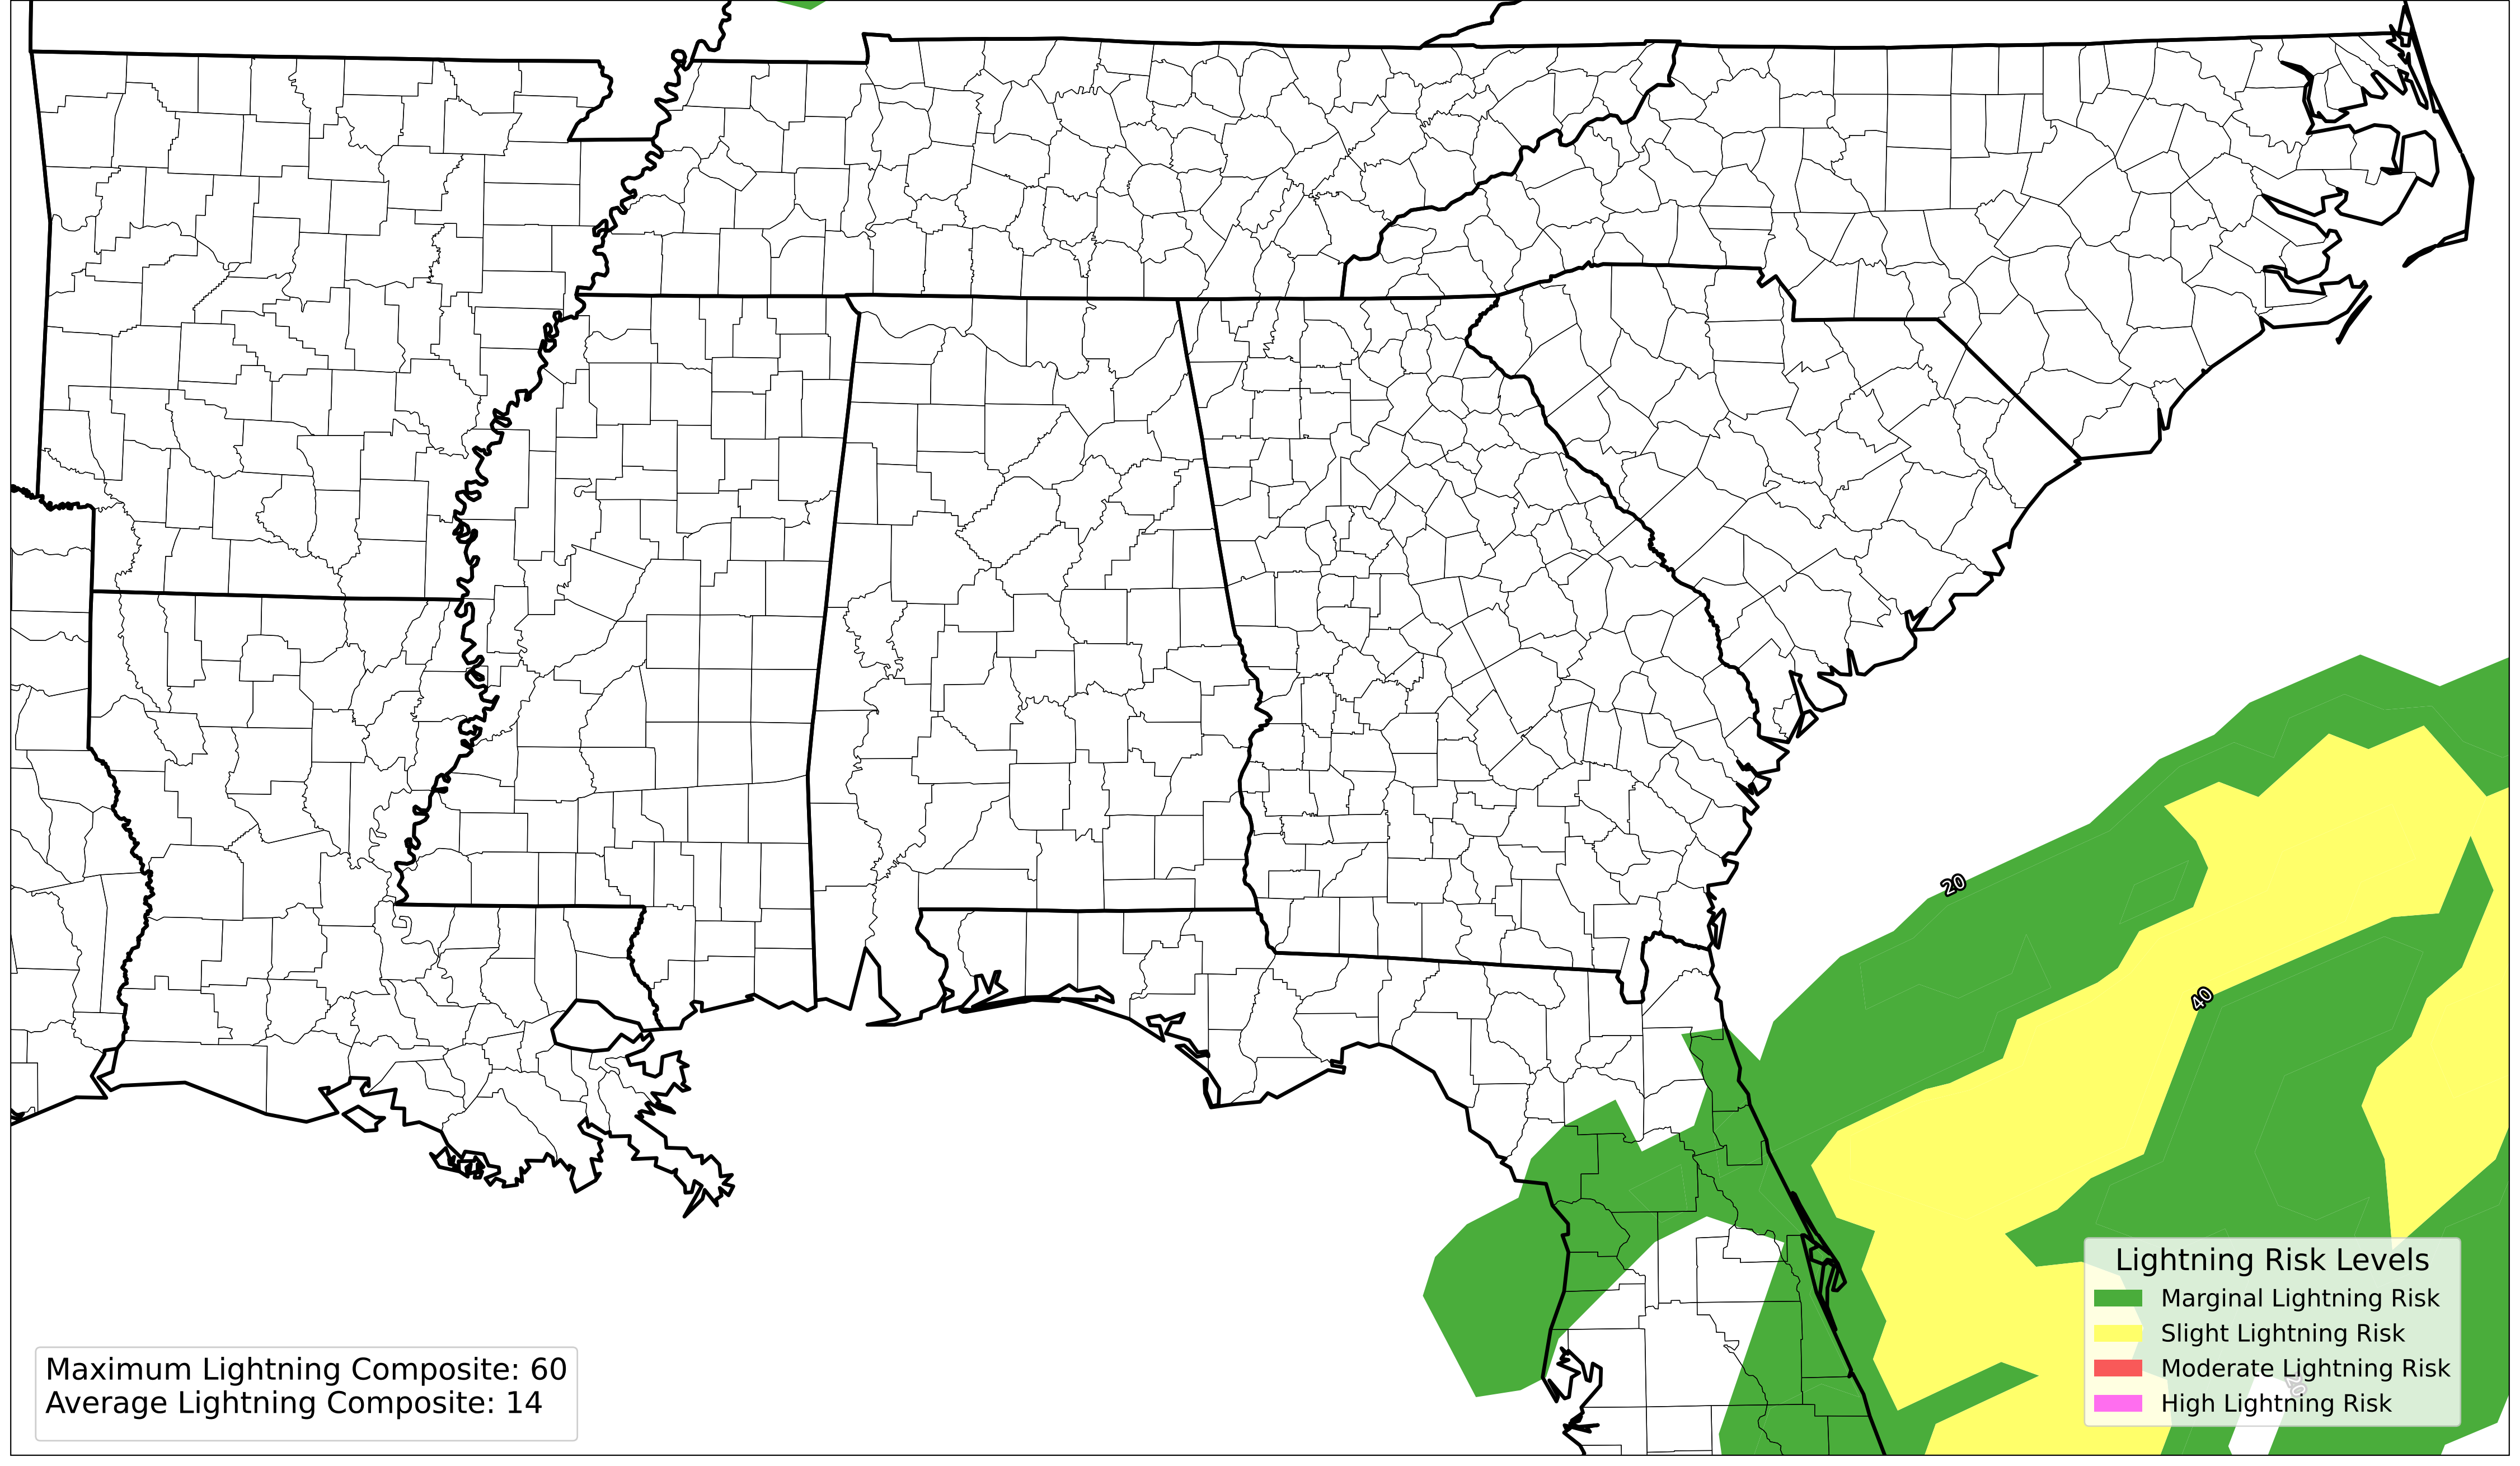 20
40
Lightning Risk Levels
Marginal Lightning Risk
Slight Lightning Risk
Moderate Lightning Risk
High Lightning Risk
20
Maximum Lightning Composite: 60
Average Lightning Composite: 14